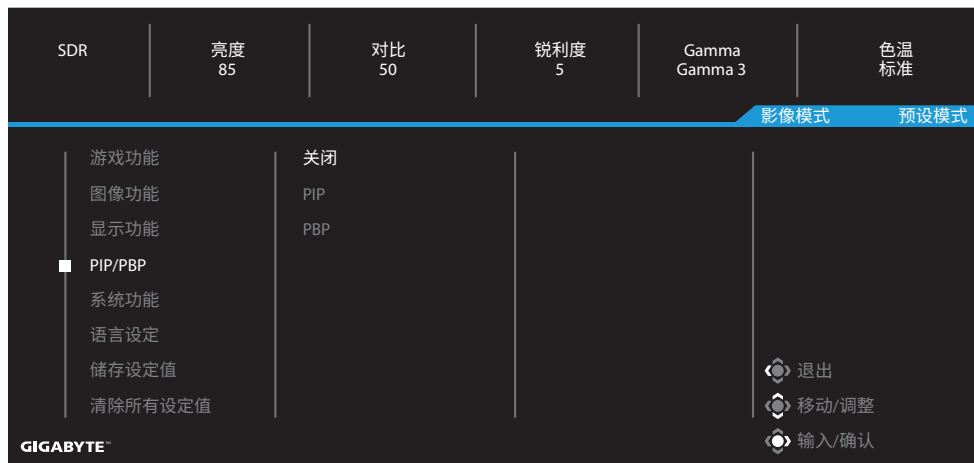 SDR 亮度 对比 锐利度 Gamma 色温
85 50 5 Gamma 3 标准
影像模式 预设模式
游戏功能 关闭
图像功能 PIP
显示功能 PBP
PIP/PBP
系统功能
语言设定
储存设定值 退出
清除所有设定值 移动/调整
GIGABYTE™ 输入/确认